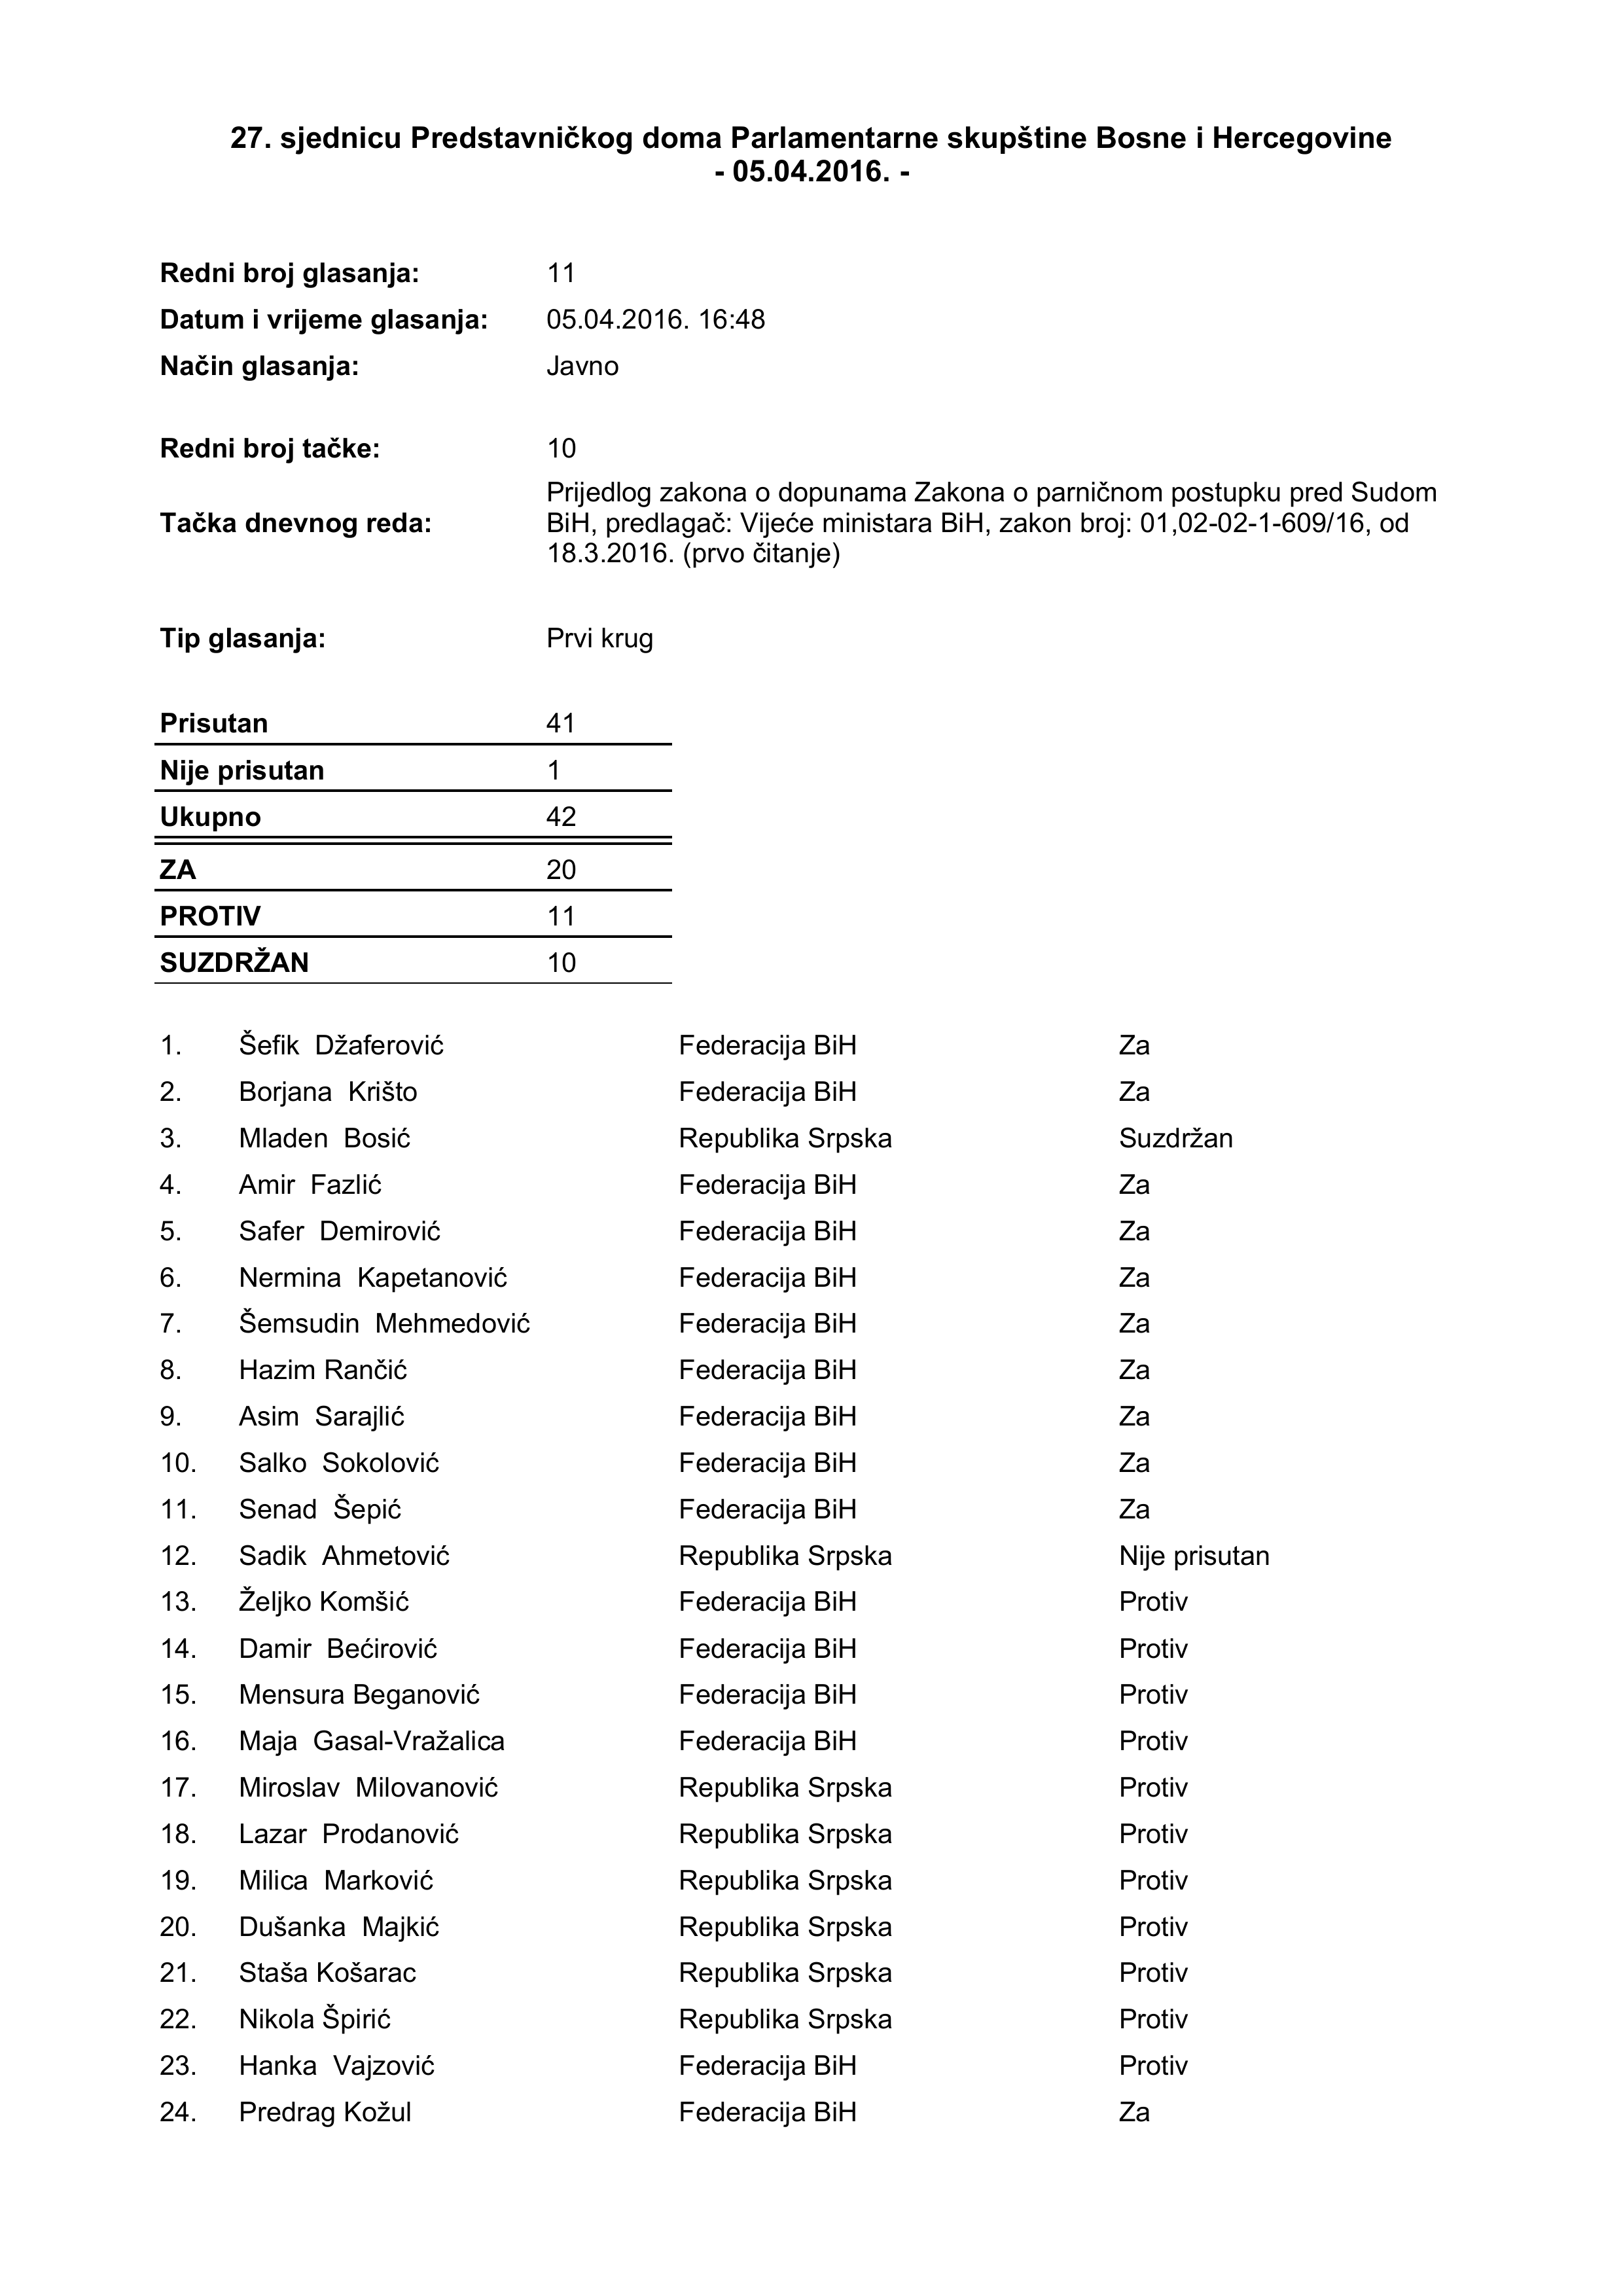 27. sjednicu Predstavničkog doma Parlamentarne skupštine Bosne i Hercegovine
- 05.04.2016. -
Redni broj glasanja: 11
Datum i vrijeme glasanja: 05.04.2016. 16:48
Način glasanja: Javno
Redni broj tačke: 10
Tačka dnevnog reda: Prijedlog zakona o dopunama Zakona o parničnom postupku pred Sudom
BiH, predlagač: Vijeće ministara BiH, zakon broj: 01,02-02-1-609/16, od
18.3.2016. (prvo čitanje)
Tip glasanja: Prvi krug
Prisutan 41
Nije prisutan 1
Ukupno 42
ZA 20
PROTIV 11
SUZDRŽAN 10
1. Šefik Džaferović Federacija BiH Za
2. Borjana Krišto Federacija BiH Za
3. Mladen Bosić Republika Srpska Suzdržan
4. Amir Fazlić Federacija BiH Za
5. Safer Demirović Federacija BiH Za
6. Nermina Kapetanović Federacija BiH Za
7. Šemsudin Mehmedović Federacija BiH Za
8. Hazim Rančić Federacija BiH Za
9. Asim Sarajlić Federacija BiH Za
10. Salko Sokolović Federacija BiH Za
11. Senad Šepić Federacija BiH Za
12. Sadik Ahmetović Republika Srpska Nije prisutan
13. Željko Komšić Federacija BiH Protiv
14. Damir Bećirović Federacija BiH Protiv
15. Mensura Beganović Federacija BiH Protiv
16. Maja Gasal-Vražalica Federacija BiH Protiv
17. Miroslav Milovanović Republika Srpska Protiv
18. Lazar Prodanović Republika Srpska Protiv
19. Milica Marković Republika Srpska Protiv
20. Dušanka Majkić Republika Srpska Protiv
21. Staša Košarac Republika Srpska Protiv
22. Nikola Špirić Republika Srpska Protiv
23. Hanka Vajzović Federacija BiH Protiv
24. Predrag Kožul Federacija BiH Za